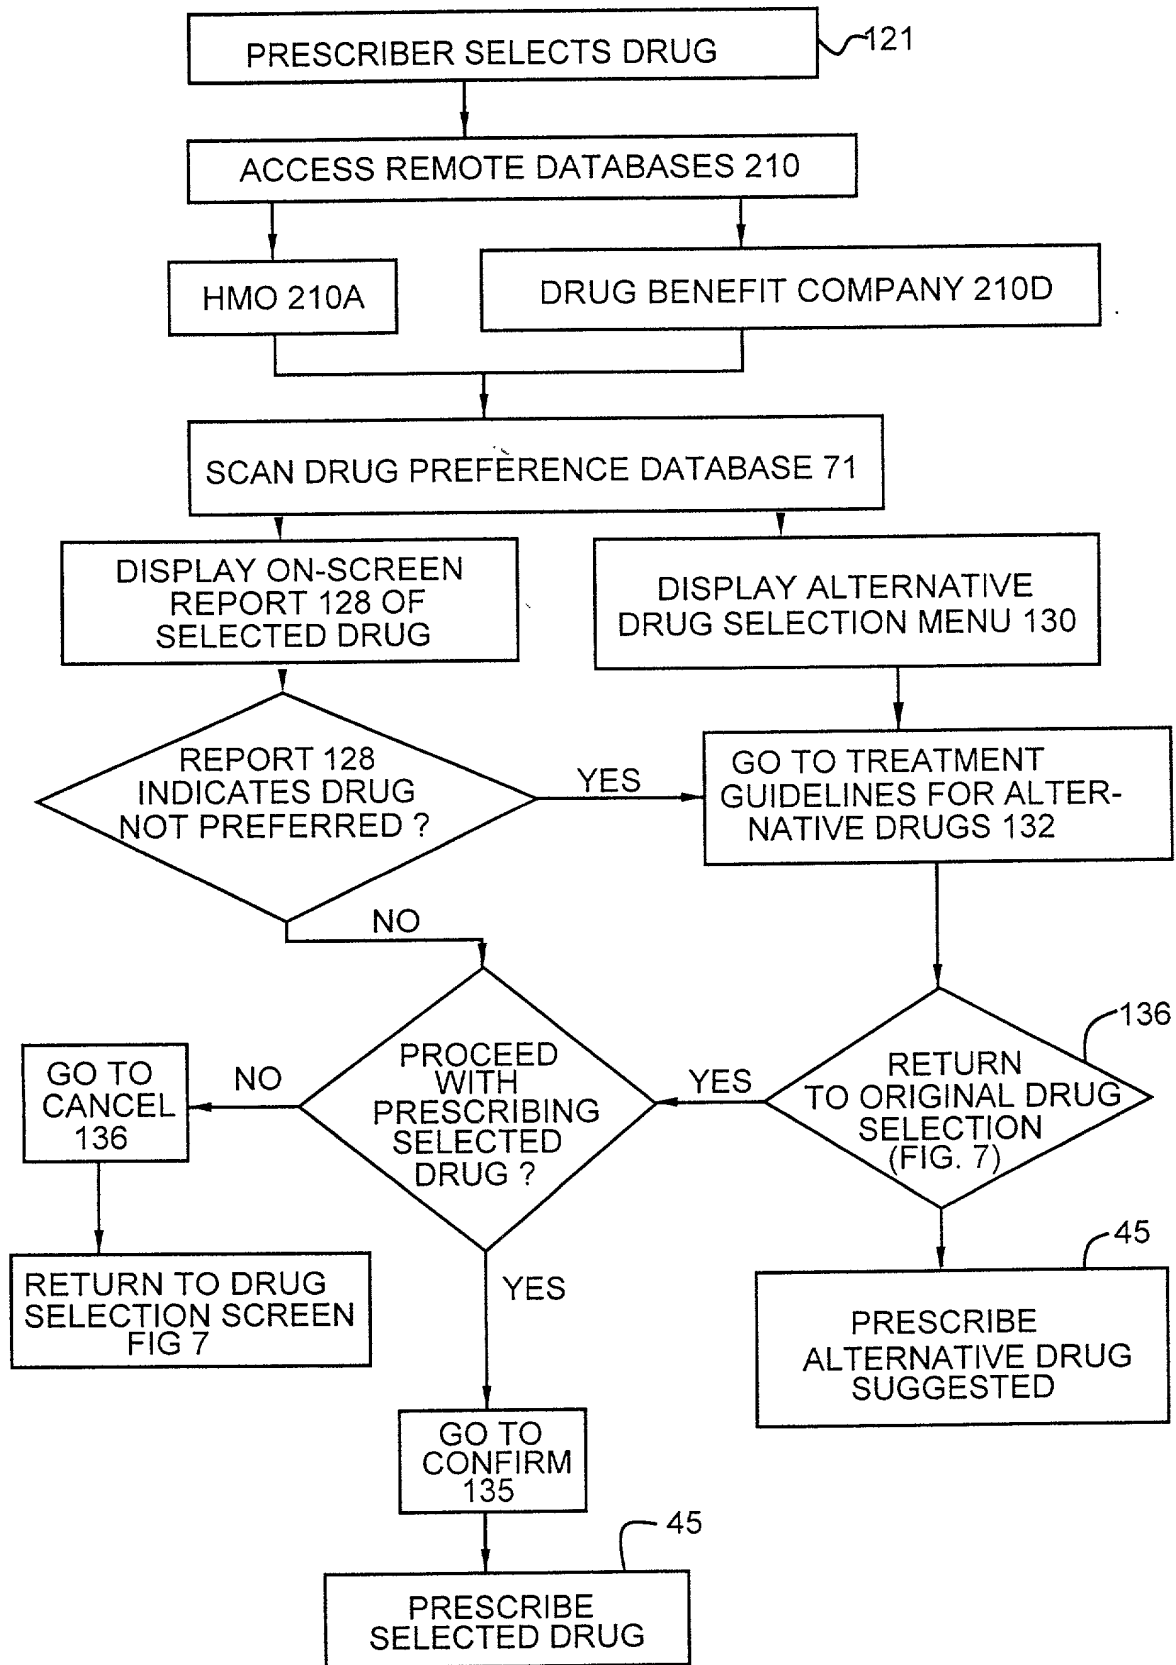 PRESCRIBER SELECTS DRUG
121
ACCESS REMOTE DATABASES 210
HMO 210A
DRUG BENEFIT COMPANY 210D
SCAN DRUG PREFERENCE DATABASE 71
DISPLAY ON-SCREEN
REPORT 128 OF
SELECTED DRUG
DISPLAY ALTERNATIVE
DRUG SELECTION MENU 130
REPORT 128
INDICATES DRUG
NOT PREFERRED ?
YES
GO TO TREATMENT
GUIDELINES FOR ALTER-
NATIVE DRUGS 132
NO
136
RETURN
TO ORIGINAL DRUG
SELECTION
(FIG. 7)
YES
PROCEED
WITH
PRESCRIBING
SELECTED
DRUG ?
NO
GO TO
CANCEL
136
RETURN TO DRUG
SELECTION SCREEN
FIG 7
YES
45
PRESCRIBE
ALTERNATIVE DRUG
SUGGESTED
GO TO
CONFIRM
135
45
PRESCRIBE
SELECTED DRUG